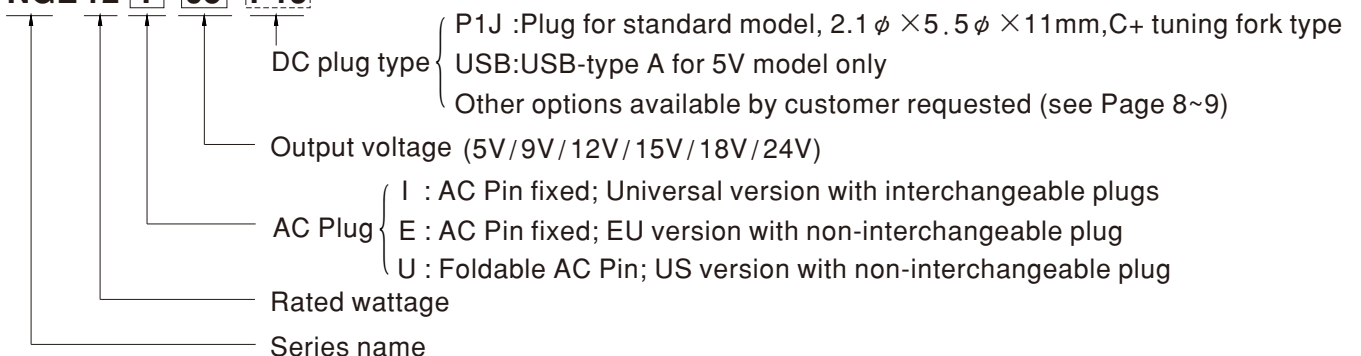 P1J :Plug for standard model, 2.1φ×5.5φ×11mm,C+ tuning fork type
DC plug type
USB:USB-type A for 5V model only
Other options available by customer requested (see Page 8~9)
Output voltage (5V/9V/12V/15V/18V/24V)
I : AC Pin fixed; Universal version with interchangeable plugs
AC Plug
E : AC Pin fixed; EU version with non-interchangeable plug
U : Foldable AC Pin; US version with non-interchangeable plug
Rated wattage
Series name